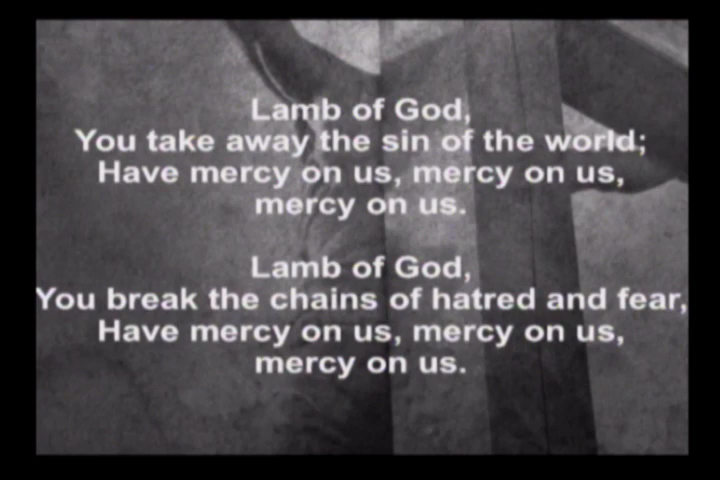 Lamb of God,
You take away the sin of the world;
Have mercy on us, mercy on us,
mercy on us.
Lamb of God,
You break the chains of hatred and fear,
Have mercy on us, mercy on us,
mercy on us.